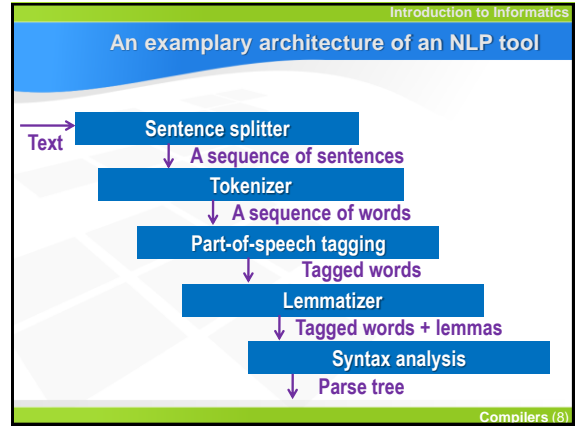 Introduction to Informatics
An examplary architecture of an NLP tool
Sentence splitter
Text
A sequence of sentences
Tokenizer
A sequence of words
Part-of-speech tagging
Tagged words
Lemmatizer
Tagged words + lemmas
Syntax analysis
Parse tree
Compilers (8)